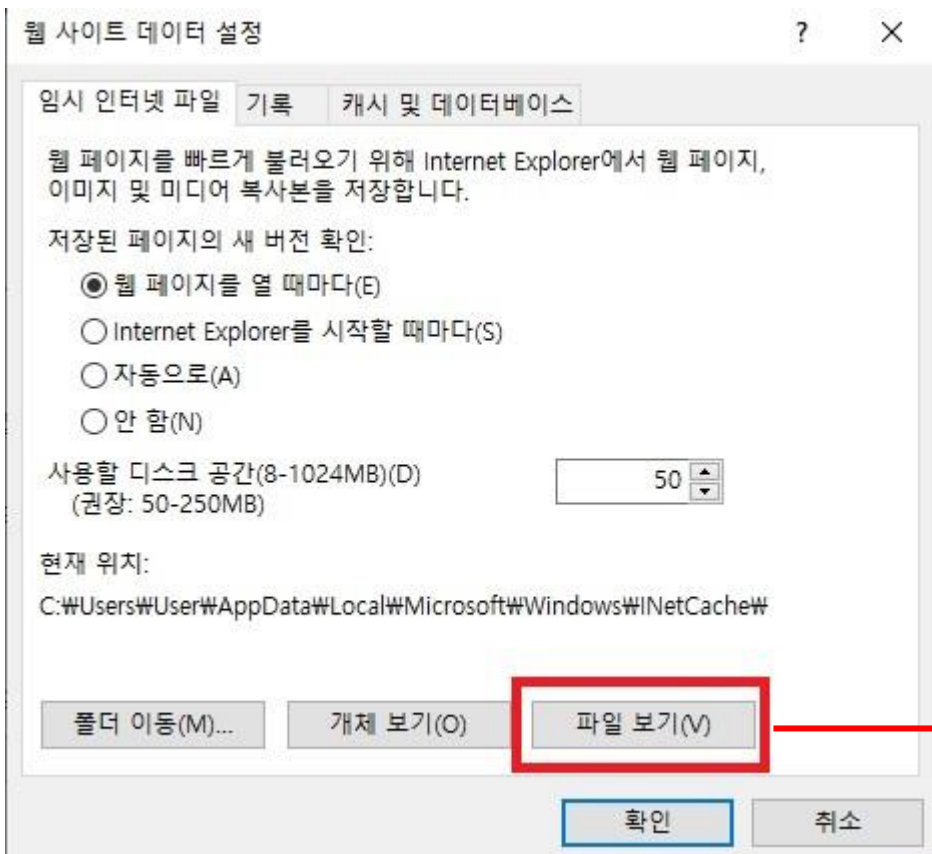 웹 사이트 데이터 설정
?
임시 인터넷 파일 기록 캐시 및 데이터베이스
웹 페이지를 빠르게 불러오기 위해 Internet Explorer에서 웹 페이지,
이미지 및 미디어 복사본을 저장합니다.
저장된 페이지의 새 버전 확인:
웹 페이지를 열 때마다(E)
Internet Explorer를 시작할 때마다(S)
자동으로(A)
안 함(N)
사용할 디스크 공간(8-1024MB)(D) 50
(권장: 50-250MB)
현재 위치:
C:₩Users₩User₩AppData₩Local₩Microsoft₩Windows₩INetCache₩
폴더 이동(M)... 개체 보기(O) 파일 보기(V)
확인 취소